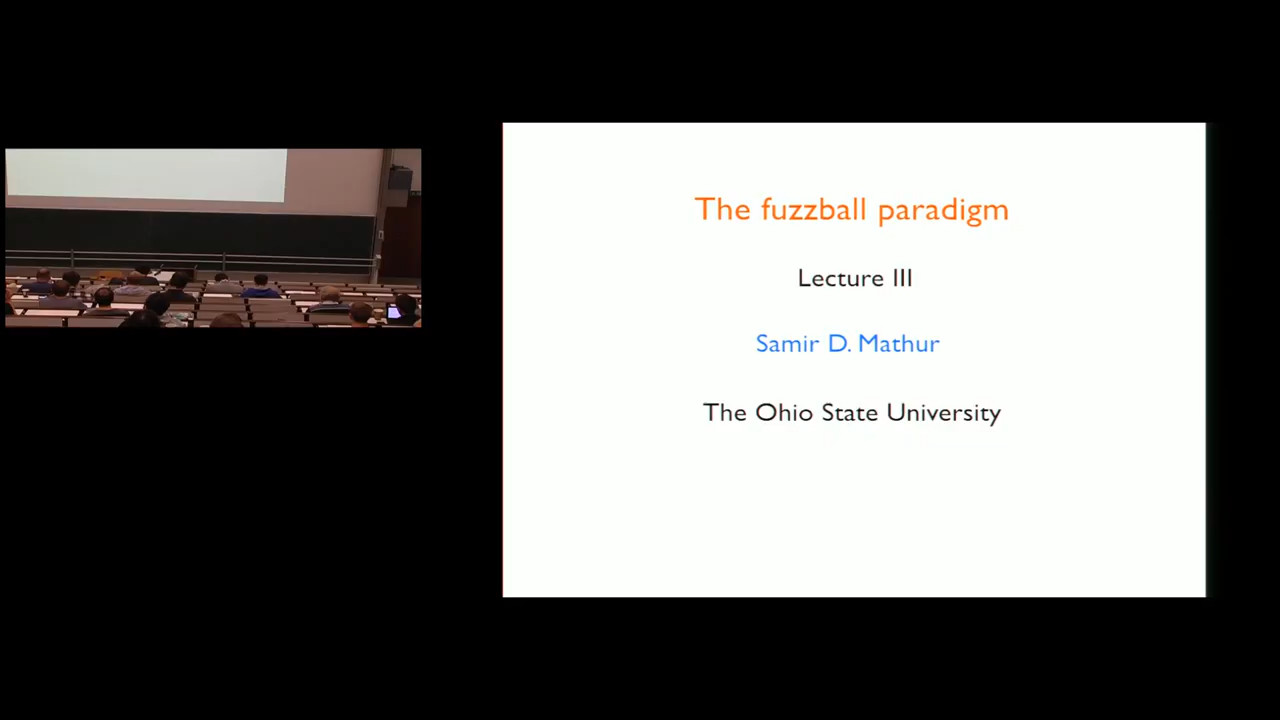 The fuzzball paradigm
Lecture III
Samir D. Mathur
The Ohio State University